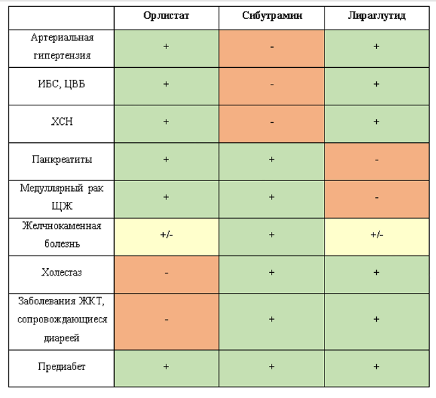 Орлистат Сибутрамин Лираглутид
Артериальная
гипертензия
+ - +
ИБС, ЦВБ + - +
ХСН + - +
Панкреатиты + + -
Медуллярный рак
ЩЖ
+ + -
Желчнокаменная
болезнь
+/- + +/-
Холестаз - + +
Заболевания ЖКТ,
сопровождающиеся
диареей
- + +
Предиабет + + +